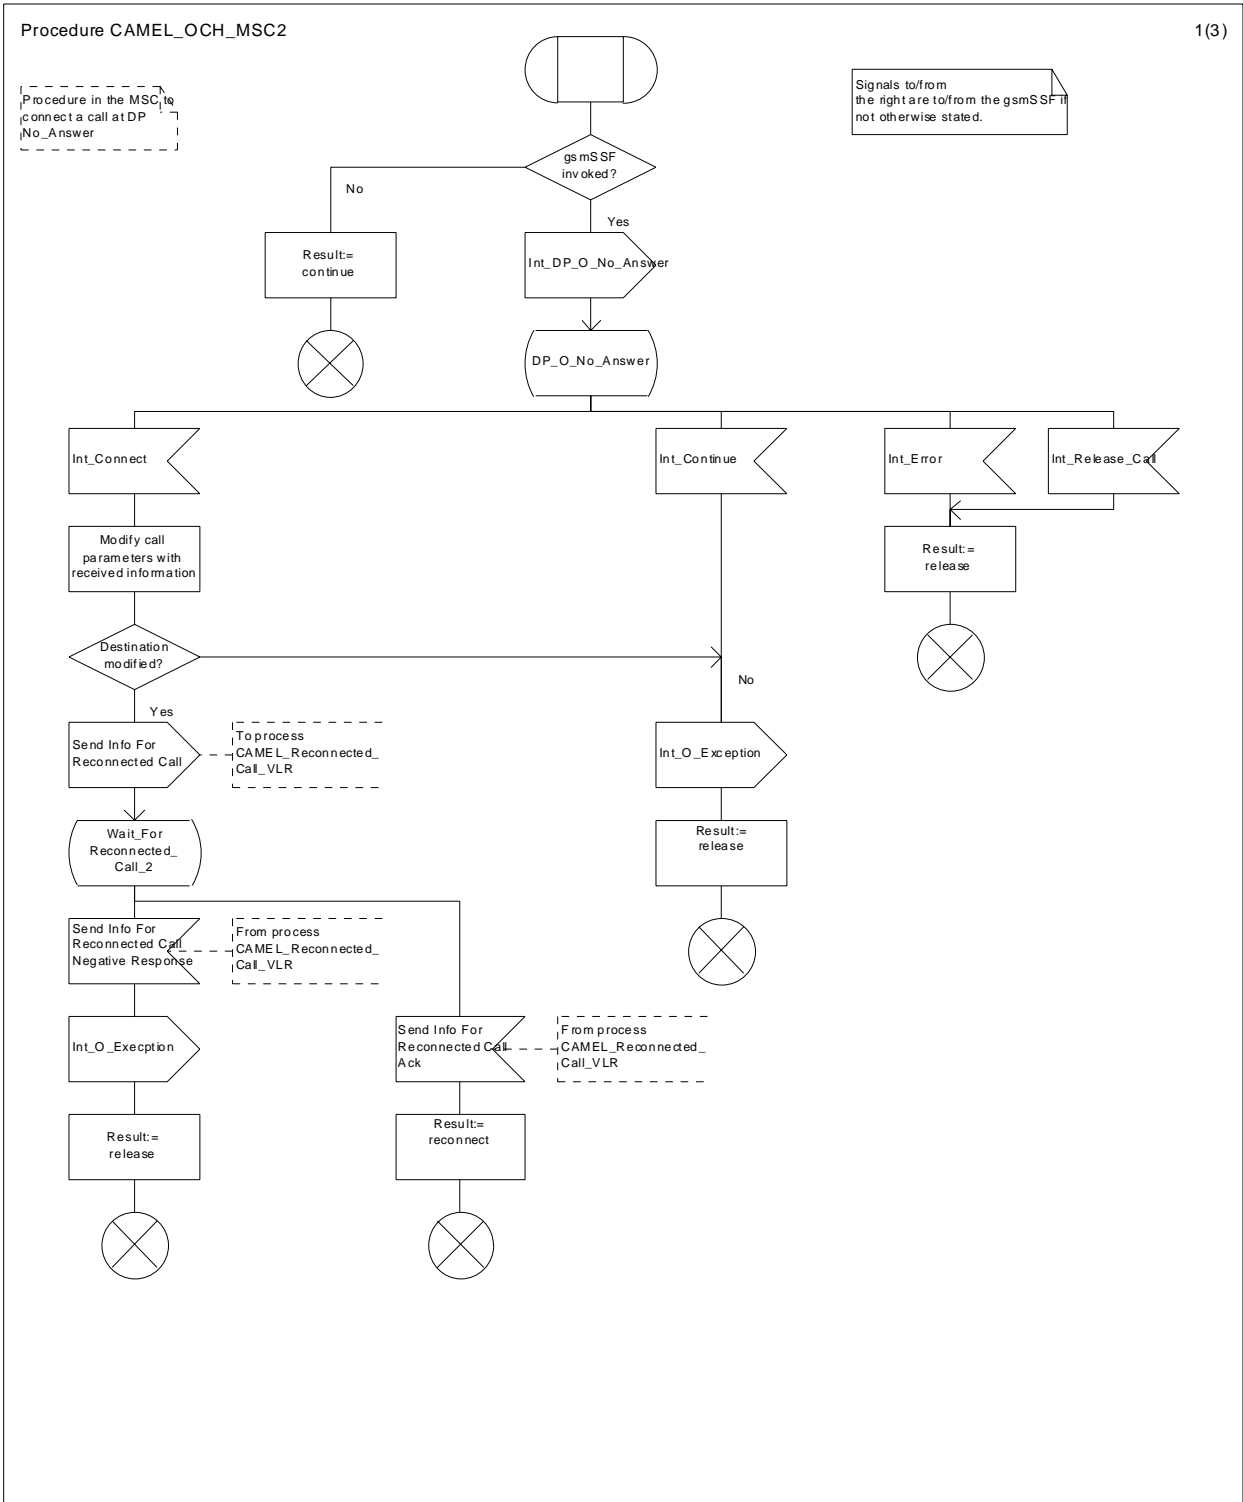 Procedure CAMEL_OCH_MSC2
1(3)
Procedure in the MSC to
connect a call at DP
No_Answer
Signals to/from
the right are to/from the gsmSSF if
not otherwise stated.
gsmSSF
invoked?
No
Yes
Result:=
continue
Int_DP_O_No_Answer
DP_O_No_Answer
Int_Connect
Int_Continue
Int_Error
Int_Release_Call
Modify call
parameters with
received information
Result:=
release
Destination
modified?
No
Yes
Send Info For
Reconnected Call
To process
CAMEL_Reconnected_
Call_VLR
Int_O_Exception
Wait_For
Reconnected_
Call_2
Result:=
release
Send Info For
Reconnected Call
Negative Response
From process
CAMEL_Reconnected_
Call_VLR
Int_O_Execption
Send Info For
Reconnected Call
Ack
From process
CAMEL_Reconnected_
Call_VLR
Result:=
release
Result:=
reconnect